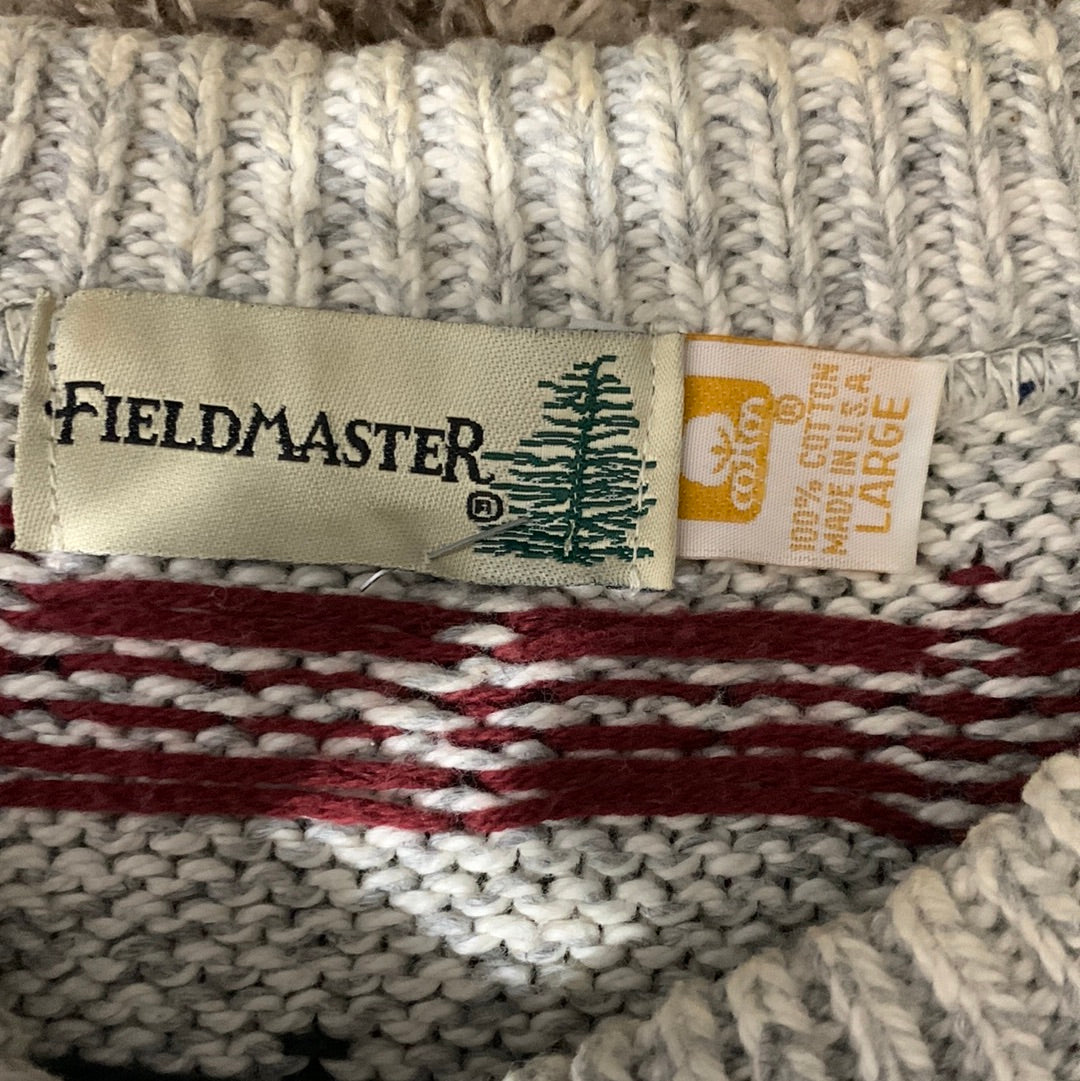 FIELDMASTER
®
cotton®
100% COTTON
MADE IN U.S.A.
LARGE